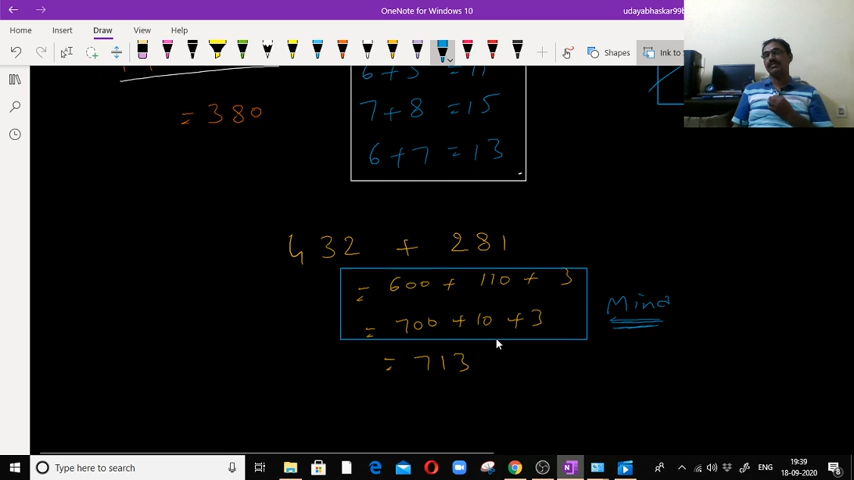 OneNote for Windows 10
udayabhaskar99
Home Insert Draw View Help
Shapes
Ink to
6 + 5 = 11
= 380
7 + 8 = 15
6 + 7 = 13
432 + 281
= 600 + 110 + 3
Mind
= 700 + 10 + 3
= 713
Type here to search
ENG
19:39
18-09-2020